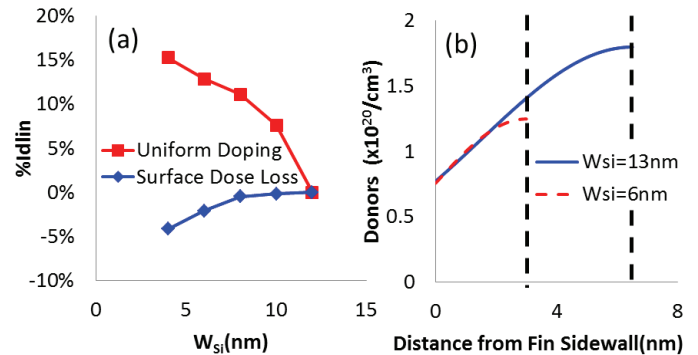 (a)
15%
10%
5%
0%
-5%
-10%
%Idlin
Uniform Doping
Surface Dose Loss
0
5
10
15
W_Si(nm)
(b)
2
1.5
1
0.5
0
Donors (x10^20/cm^3)
Wsi=13nm
Wsi=6nm
0
4
8
Distance from Fin Sidewall(nm)
20%